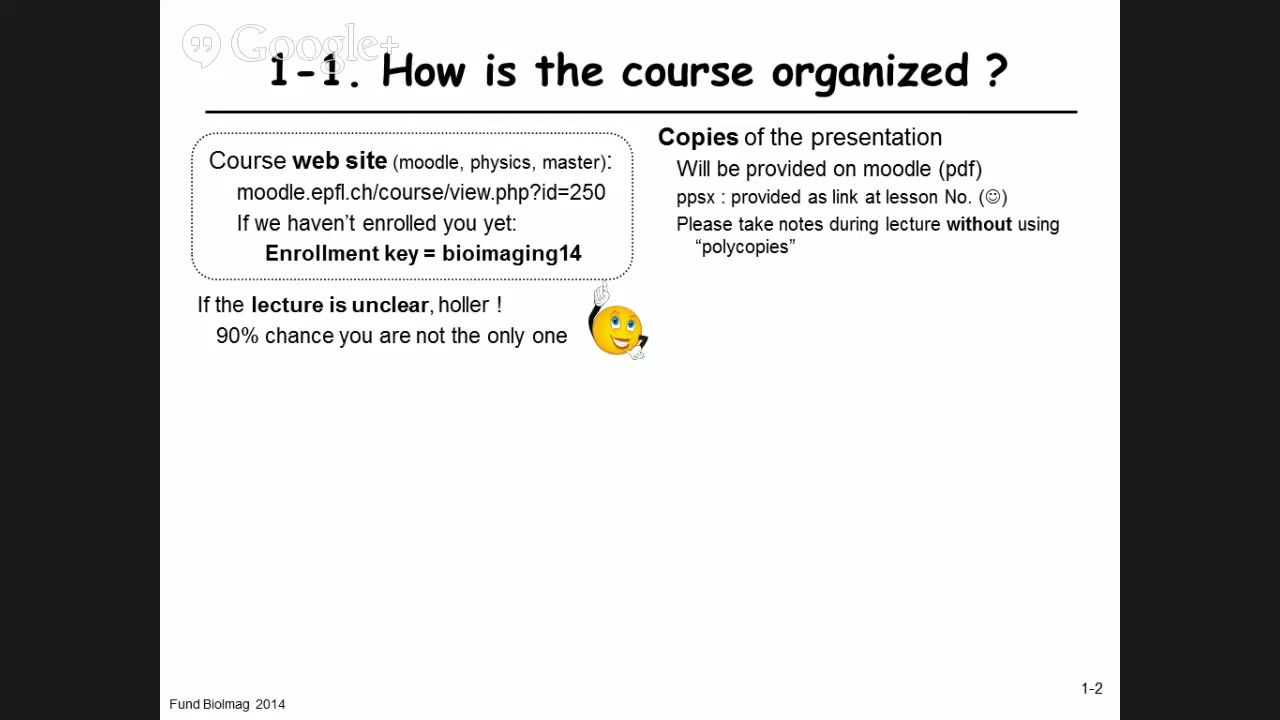 Google+
1-1. How is the course organized ?
Course web site (moodle, physics, master):
moodle.epfl.ch/course/view.php?id=250
If we haven’t enrolled you yet:
Enrollment key = bioimaging14
If the lecture is unclear, holler !
90% chance you are not the only one
Copies of the presentation
Will be provided on moodle (pdf)
ppsx : provided as link at lesson No. (☺)
Please take notes during lecture without using
“polycopies”
Fund BioImag 2014
1-2